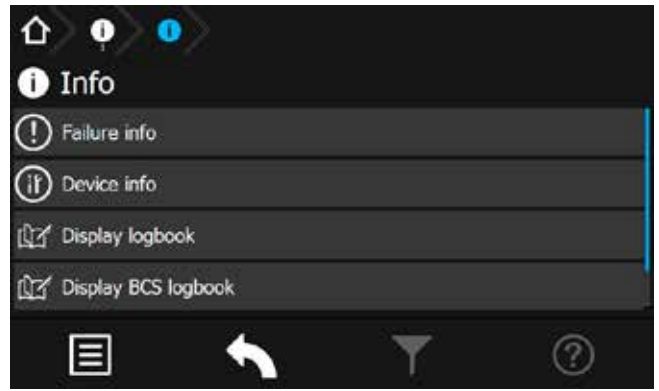 Info
Failure info
Device info
Display logbook
Display BCS logbook